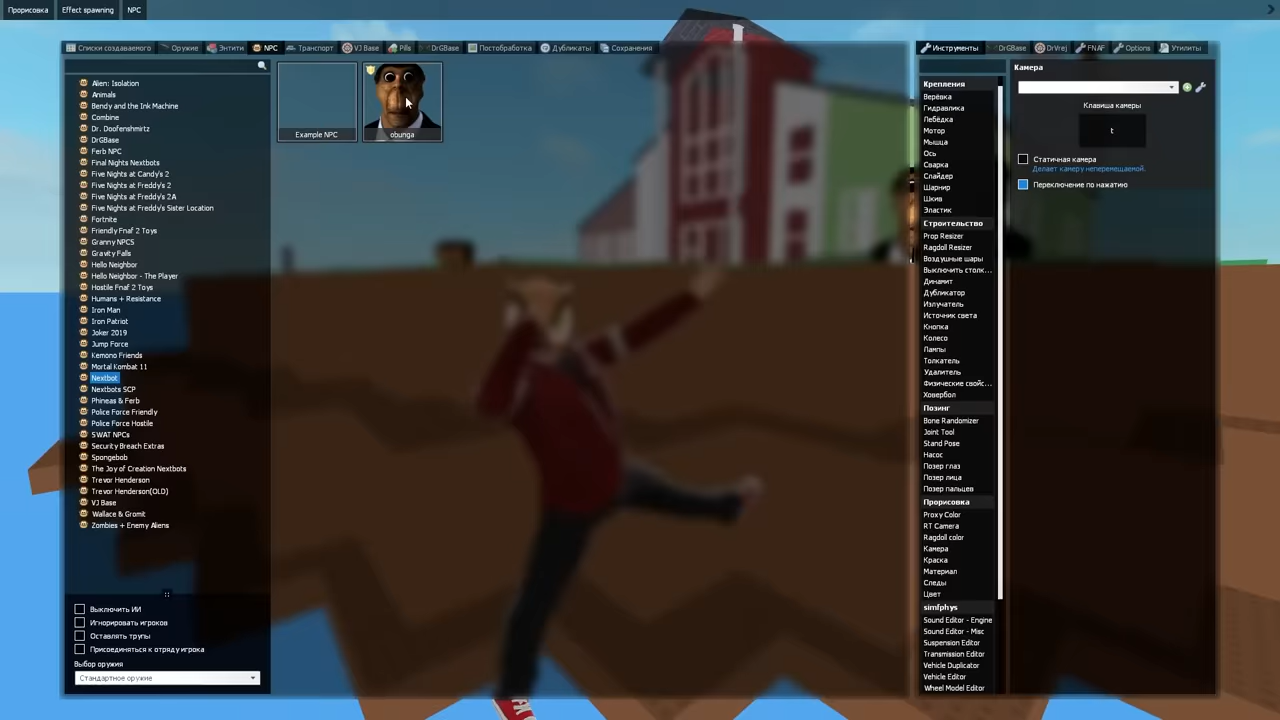 Прорисовка Effect spawning NPC
Списки создаваемого Оружие Энтити NPC Транспорт VJ Base Pills DrGBase Постобработка Дубликаты Сохранения
Alien: Isolation
Animals
Bendy and the Ink Machine
Combine
Dr. Doofenshmirtz
DrGBase
Ferb NPC
Final Nights Nextbots
Five Nights at Candy's 2
Five Nights at Freddy's 2
Five Nights at Freddy's 2A
Five Nights at Freddy's Sister Location
Fortnite
Friendly Fnaf 2 Toys
Granny NPCS
Gravity Falls
Hello Neighbor
Hello Neighbor - The Player
Hostile Fnaf 2 Toys
Humans + Resistance
Iron Man
Iron Patriot
Joker 2019
Jump Force
Kemono Friends
Mortal Kombat 11
Nextbot
Nextbots SCP
Phineas & Ferb
Police Force Friendly
Police Force Hostile
SWAT NPCs
Security Breach Extras
Spongebob
The Joy of Creation Nextbots
Trevor Henderson
Trevor Henderson(OLD)
VJ Base
Wallace & Gromit
Zombies + Enemy Aliens
Выключить ИИ
Игнорировать игроков
Оставлять трупы
Присоединяться к отряду игрока
Выбор оружия
Стандартное оружие
Example NPC
obunga
Инструменты DrGBase DrVrej FNAF Options Утилиты
Крепления
Верёвка
Гидравлика
Лебёдка
Мотор
Мышца
Ось
Сварка
Слайдер
Шарнир
Шкив
Эластик
Строительство
Prop Resizer
Ragdoll Resizer
Воздушные шары
Выключить столк...
Динамит
Дубликатор
Излучатель
Источник света
Кнопка
Колесо
Лампы
Толкатель
Удалитель
Физические свойс...
Ховербол
Позинг
Bone Randomizer
Joint Tool
Stand Pose
Насос
Позер глаз
Позер лица
Позер пальцев
Прорисовка
Proxy Color
RT Camera
Ragdoll color
Камера
Краска
Материал
Следы
Цвет
simfphys
Sound Editor - Engine
Sound Editor - Misc
Suspension Editor
Transmission Editor
Vehicle Duplicator
Vehicle Editor
Wheel Model Editor
Камера
Клавиша камеры
t
Статичная камера
Делает камеру неперемещаемой.
Переключение по нажатию